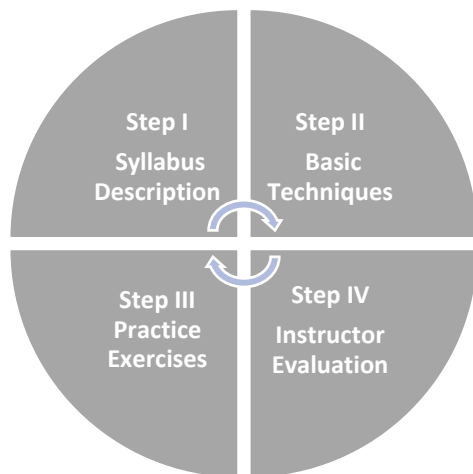 Step I
Syllabus
Description
Step II
Basic
Techniques
Step III
Practice
Exercises
Step IV
Instructor
Evaluation